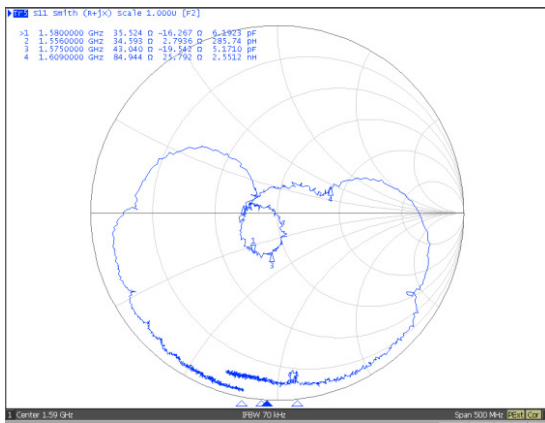 Tr5 S11 Smith (R+jX) Scale 1.000U [F2]
>1 1.5800000 GHz 35.524 Ω -16.267 Ω 6.1923 pF
2 1.5560000 GHz 34.593 Ω 2.7936 Ω 285.74 pH
3 1.5750000 GHz 43.040 Ω -19.542 Ω 5.1710 pF
4 1.6090000 GHz 84.944 Ω 25.792 Ω 2.5512 nH
4
1
3
1 Center 1.59 GHz IFBW 70 kHz Span 500 MHz PExt Cor